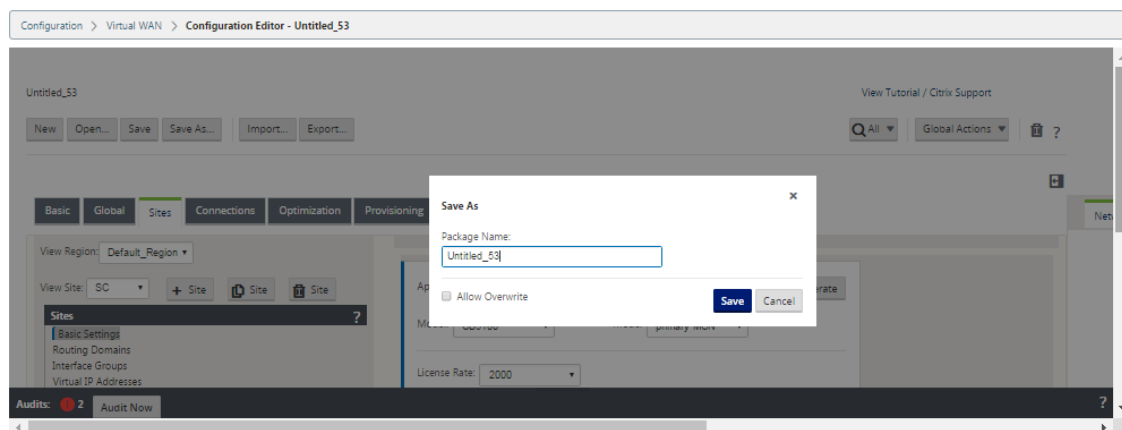 Configuration > Virtual WAN > Configuration Editor - Untitled_53
Untitled_53
View Tutorial / Citrix Support
New Open... Save Save As... Import... Export...
All Global Actions ?
Basic Global Sites Connections Optimization Provisioning
View Region: Default_Region
View Site: SC + Site Site Site
Sites ?
Basic Settings
Routing Domains
Interface Groups
Virtual IP Addresses
Save As
Package Name:
Untitled_53
Allow Overwrite
Save Cancel
License Rate: 2000
Audits: 2 Audit Now ?